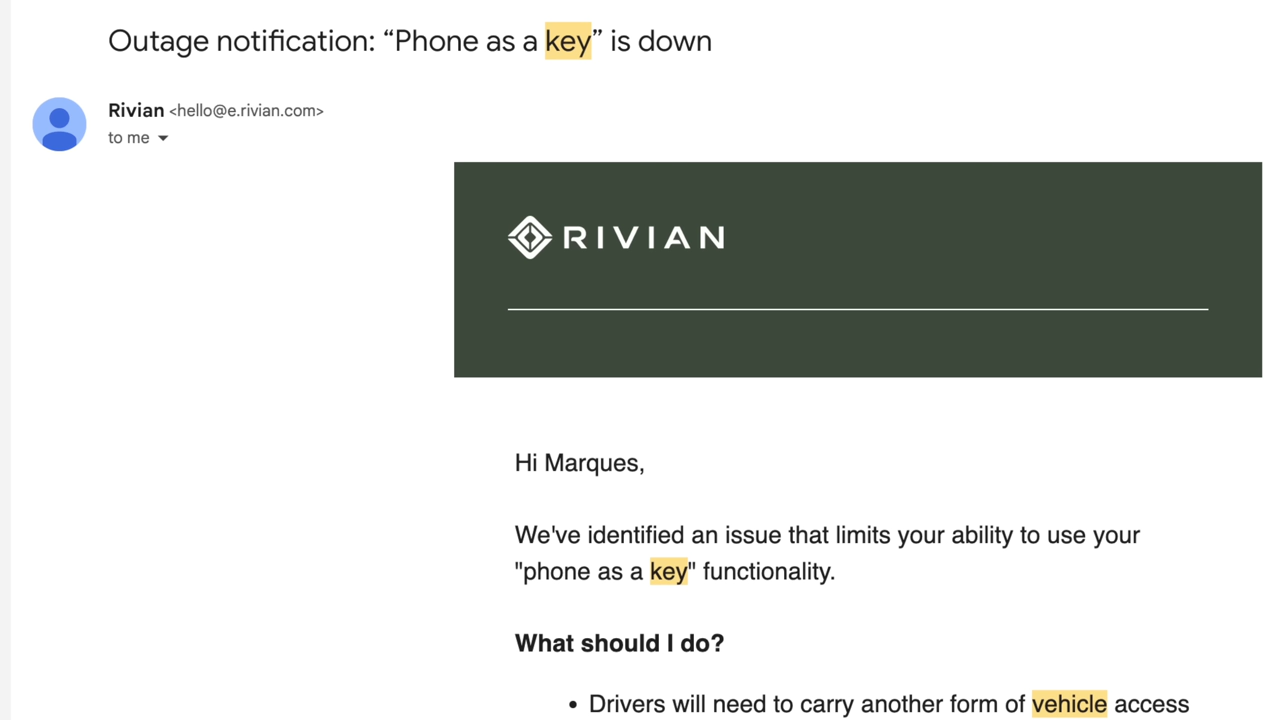 Outage notification: “Phone as a key” is down
Rivian <hello@e.rivian.com>
to me
RIVIAN
Hi Marques,
We've identified an issue that limits your ability to use your
"phone as a key" functionality.
What should I do?
• Drivers will need to carry another form of vehicle access